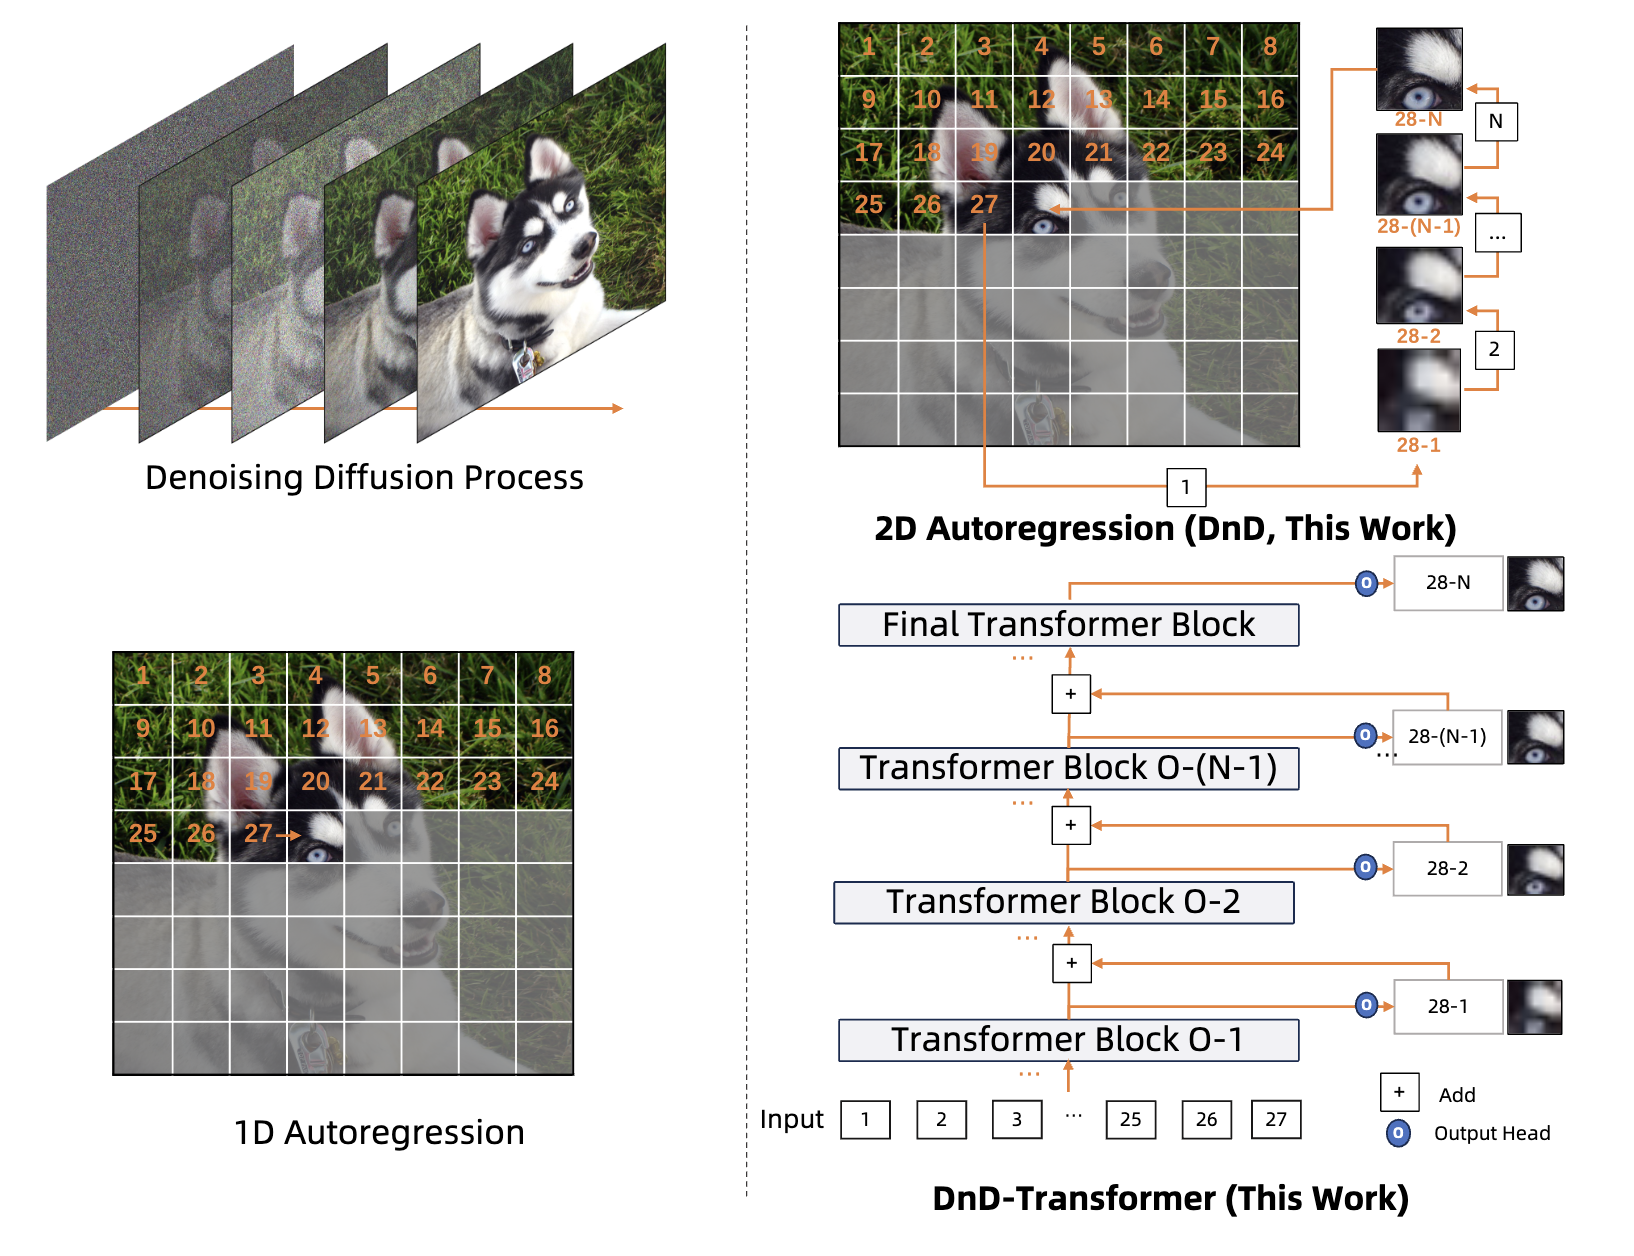 Denoising Diffusion Process
1 2 3 4 5 6 7 8
9 10 11 12 13 14 15 16
17 18 19 20 21 22 23 24
25 26 27
1D Autoregression
1 2 3 4 5 6 7 8
9 10 11 12 13 14 15 16
17 18 19 20 21 22 23 24
25 26 27
28-N
N
28-(N-1)
...
28-2
2
28-1
1
2D Autoregression (DnD, This Work)
O 28-N
Final Transformer Block
...
+
O 28-(N-1)
...
Transformer Block O-(N-1)
...
+
O 28-2
Transformer Block O-2
...
+
O 28-1
Transformer Block O-1
...
Input 1 2 3 ... 25 26 27
+ Add
O Output Head
DnD-Transformer (This Work)